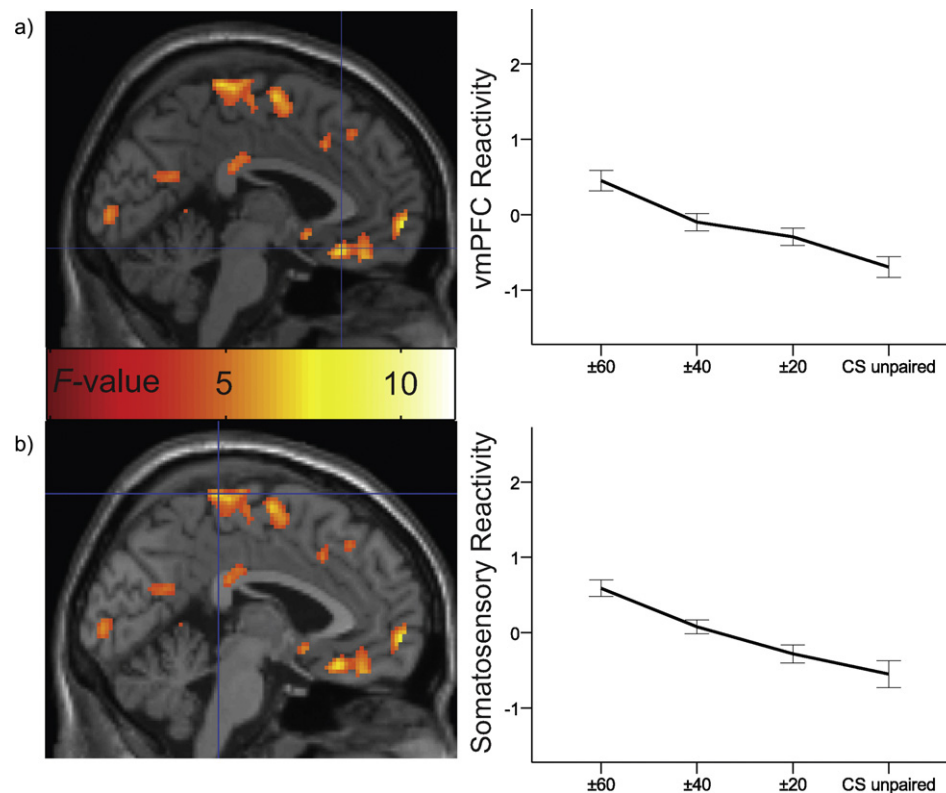 a)
vmPFC Reactivity
2
1
0
-1
±60 ±40 ±20 CS unpaired
F-value 5 10
b)
Somatosensory Reactivity
2
1
0
-1
±60 ±40 ±20 CS unpaired